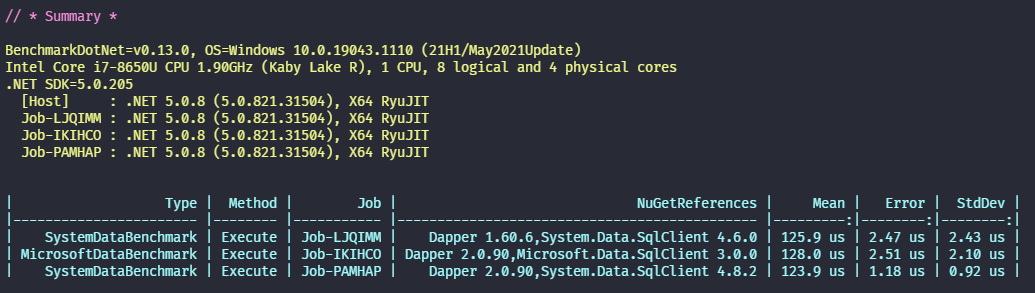 // * Summary *
BenchmarkDotNet=v0.13.0, OS=Windows 10.0.19043.1110 (21H1/May2021Update)
Intel Core i7-8650U CPU 1.90GHz (Kaby Lake R), 1 CPU, 8 logical and 4 physical cores
.NET SDK=5.0.205
  [Host]     : .NET 5.0.8 (5.0.821.31504), X64 RyuJIT
  Job-LJQIMM : .NET 5.0.8 (5.0.821.31504), X64 RyuJIT
  Job-IKIHCO : .NET 5.0.8 (5.0.821.31504), X64 RyuJIT
  Job-PAMHAP : .NET 5.0.8 (5.0.821.31504), X64 RyuJIT
|                   Type |  Method |        Job |                              NuGetReferences |     Mean |   Error |  StdDev |
|----------------------- |-------- |----------- |--------------------------------------------- |---------:|--------:|--------:|
|    SystemDataBenchmark | Execute | Job-LJQIMM |    Dapper 1.60.6,System.Data.SqlClient 4.6.0 | 125.9 us | 2.47 us | 2.43 us |
| MicrosoftDataBenchmark | Execute | Job-IKIHCO | Dapper 2.0.90,Microsoft.Data.SqlClient 3.0.0 | 128.0 us | 2.51 us | 2.10 us |
|    SystemDataBenchmark | Execute | Job-PAMHAP |    Dapper 2.0.90,System.Data.SqlClient 4.8.2 | 123.9 us | 1.18 us | 0.92 us |